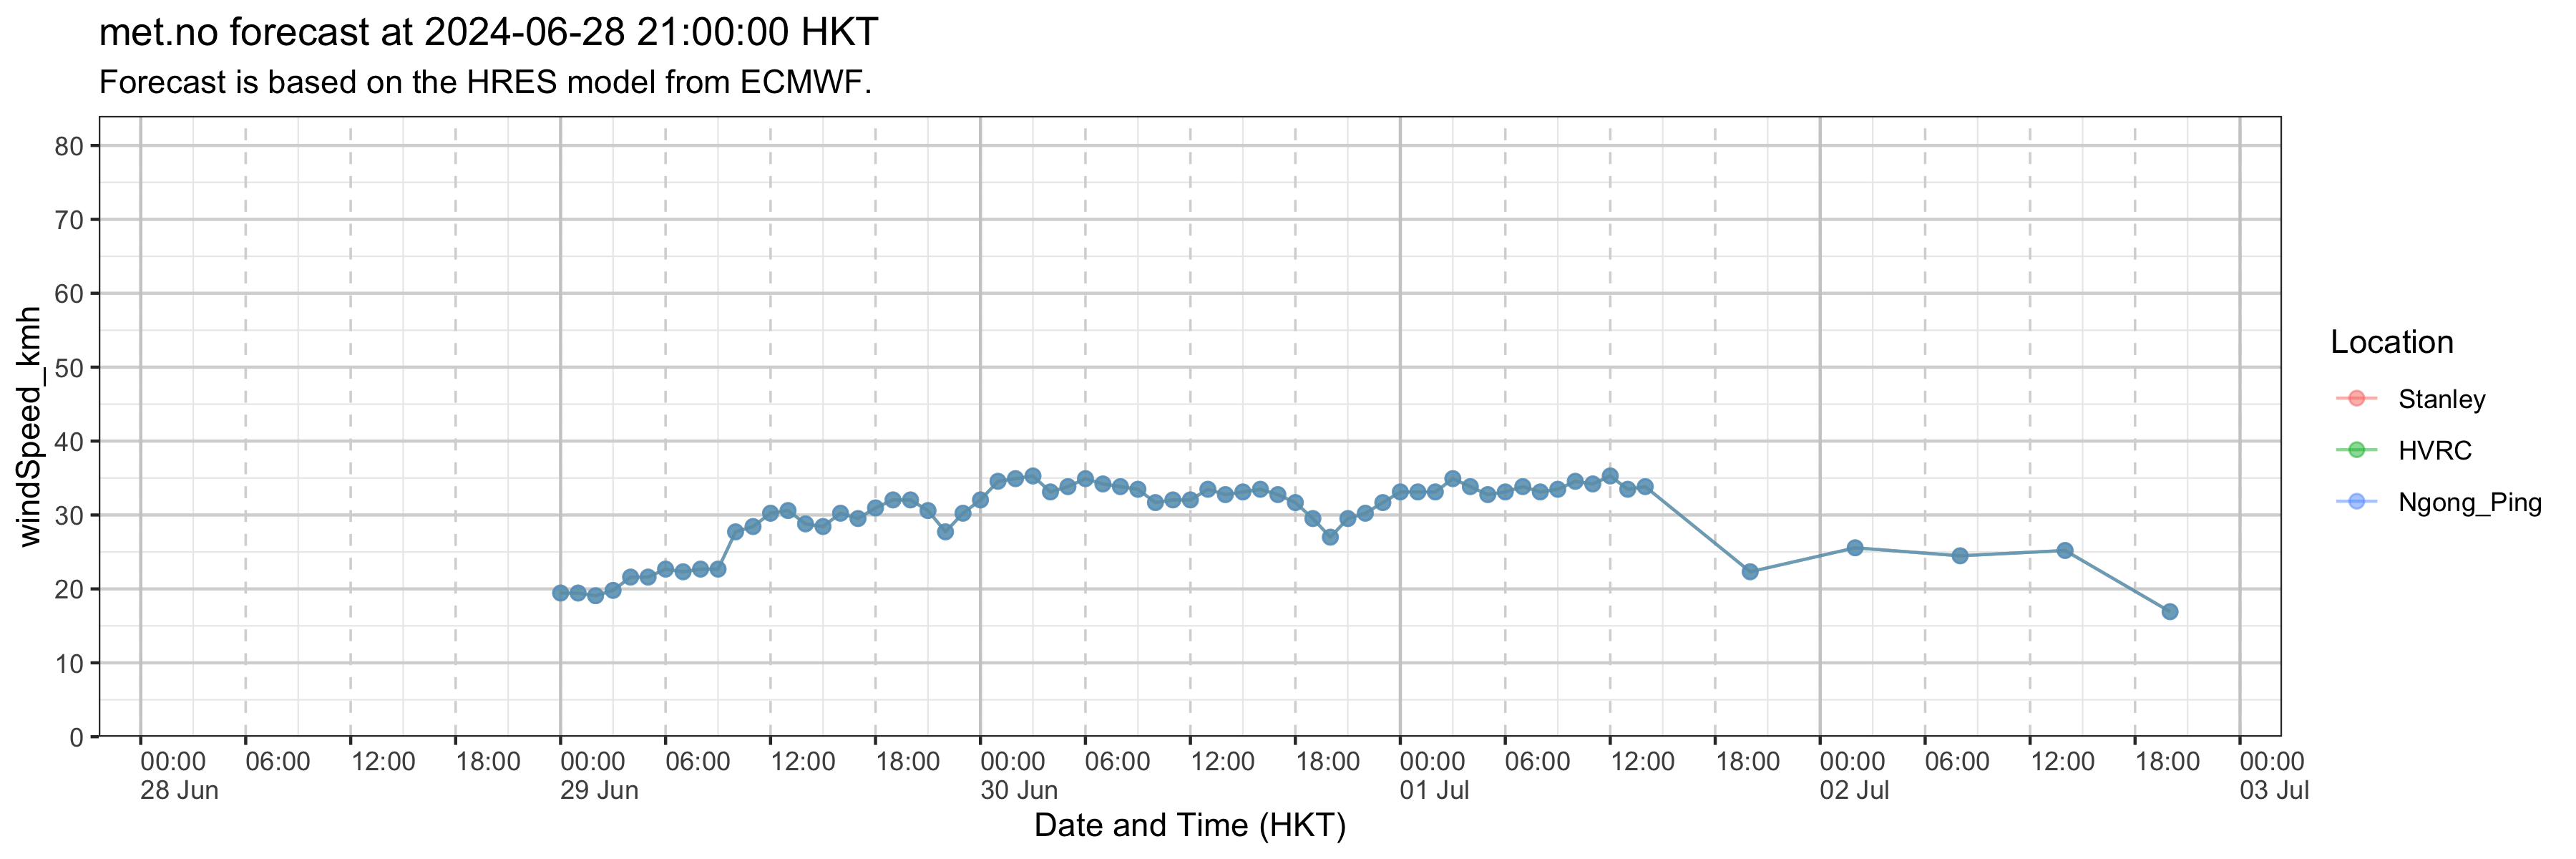 met.no forecast at 2024-06-28 21:00:00 HKT
Forecast is based on the HRES model from ECMWF.
windSpeed_kmh
80
70
60
50
40
30
20
10
0
00:00 06:00 12:00 18:00 00:00 06:00 12:00 18:00 00:00 06:00 12:00 18:00 00:00 06:00 12:00 18:00 00:00 06:00 12:00 18:00 00:00
28 Jun 29 Jun 30 Jun 01 Jul 02 Jul 03 Jul
Date and Time (HKT)
Location
Stanley
HVRC
Ngong_Ping